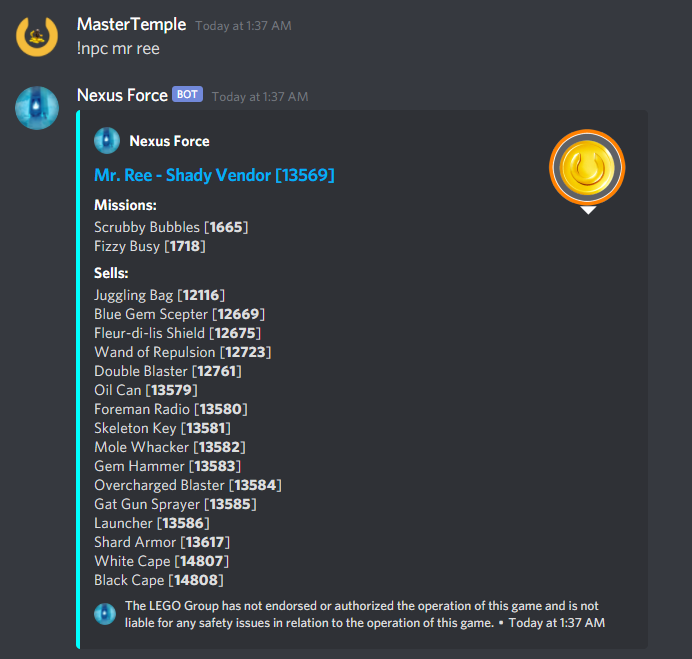 MasterTemple Today at 1:37 AM
!npc mr ree
Nexus Force BOT Today at 1:37 AM
Nexus Force
Mr. Ree - Shady Vendor [13569]
Missions:
Scrubby Bubbles [1665]
Fizzy Busy [1718]
Sells:
Juggling Bag [12116]
Blue Gem Scepter [12669]
Fleur-di-lis Shield [12675]
Wand of Repulsion [12723]
Double Blaster [12761]
Oil Can [13579]
Foreman Radio [13580]
Skeleton Key [13581]
Mole Whacker [13582]
Gem Hammer [13583]
Overcharged Blaster [13584]
Gat Gun Sprayer [13585]
Launcher [13586]
Shard Armor [13617]
White Cape [14807]
Black Cape [14808]
The LEGO Group has not endorsed or authorized the operation of this game and is not
liable for any safety issues in relation to the operation of this game. • Today at 1:37 AM